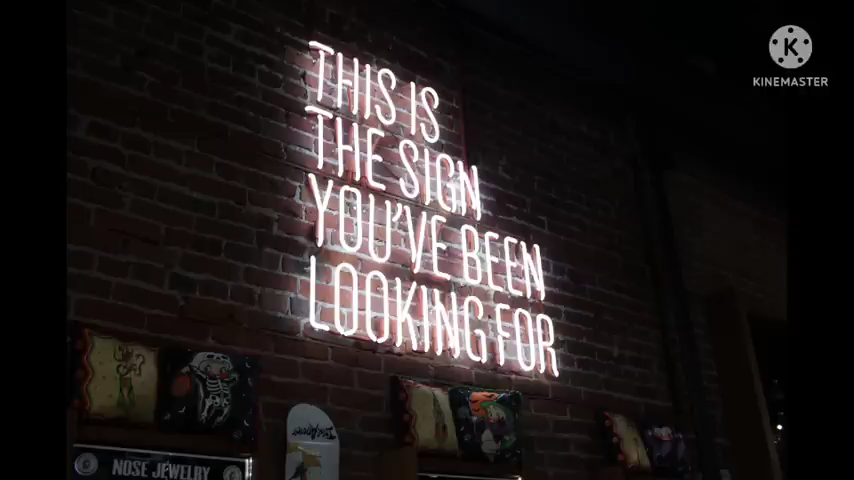 THIS IS
THE SIGN
YOU'VE BEEN
LOOKING FOR
K
KINEMASTER
NOSE JEWELRY